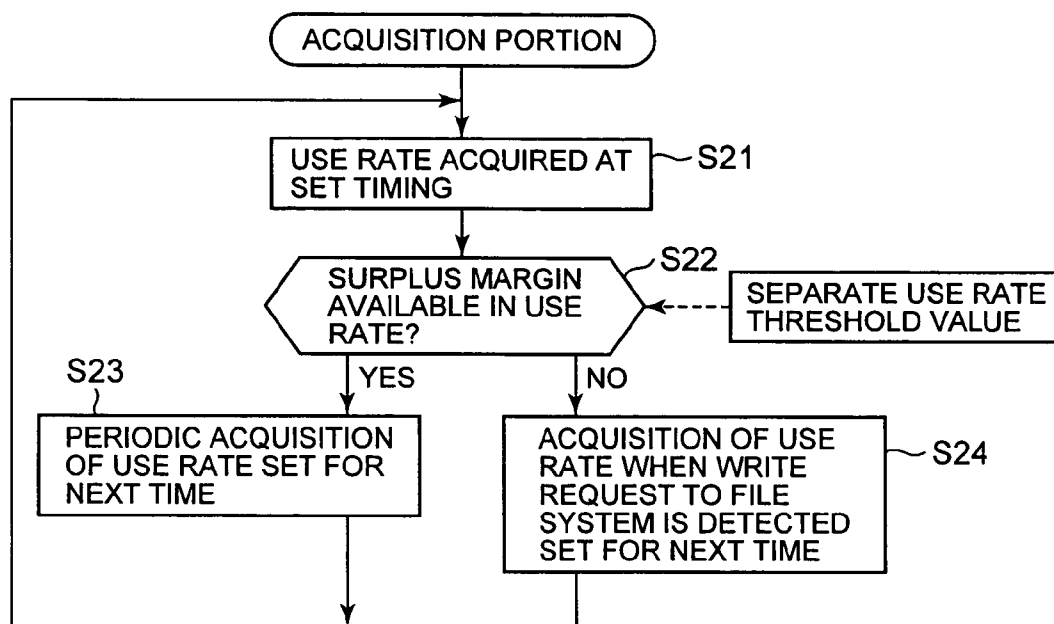 ACQUISITION PORTION
USE RATE ACQUIRED AT
SET TIMING
S21
SURPLUS MARGIN
AVAILABLE IN USE
RATE?
S22
SEPARATE USE RATE
THRESHOLD VALUE
YES
NO
S23
PERIODIC ACQUISITION
OF USE RATE SET FOR
NEXT TIME
ACQUISITION OF USE
RATE WHEN WRITE
REQUEST TO FILE
SYSTEM IS DETECTED
SET FOR NEXT TIME
S24